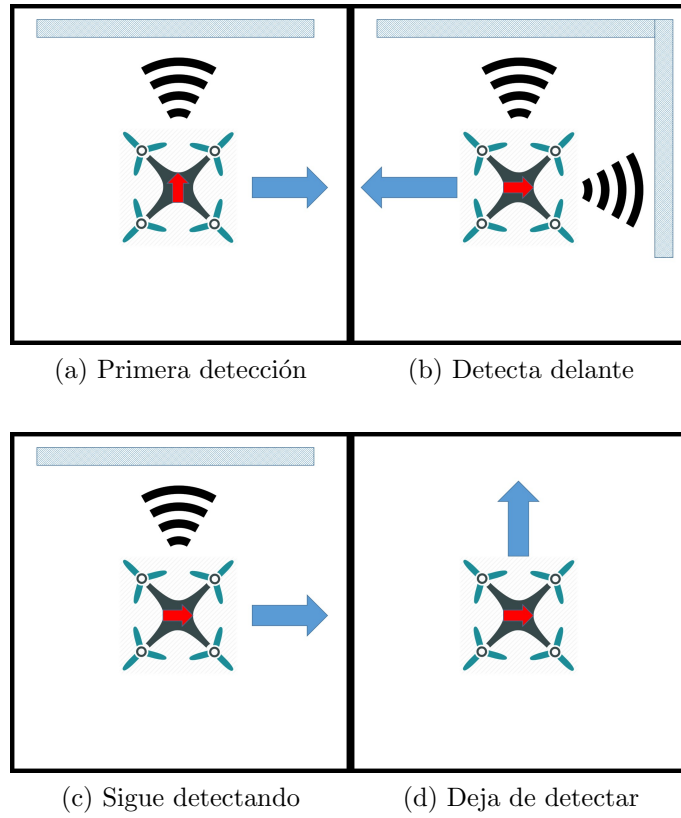 (a) Primera detección
(b) Detecta delante
(c) Sigue detectando
(d) Deja de detectar